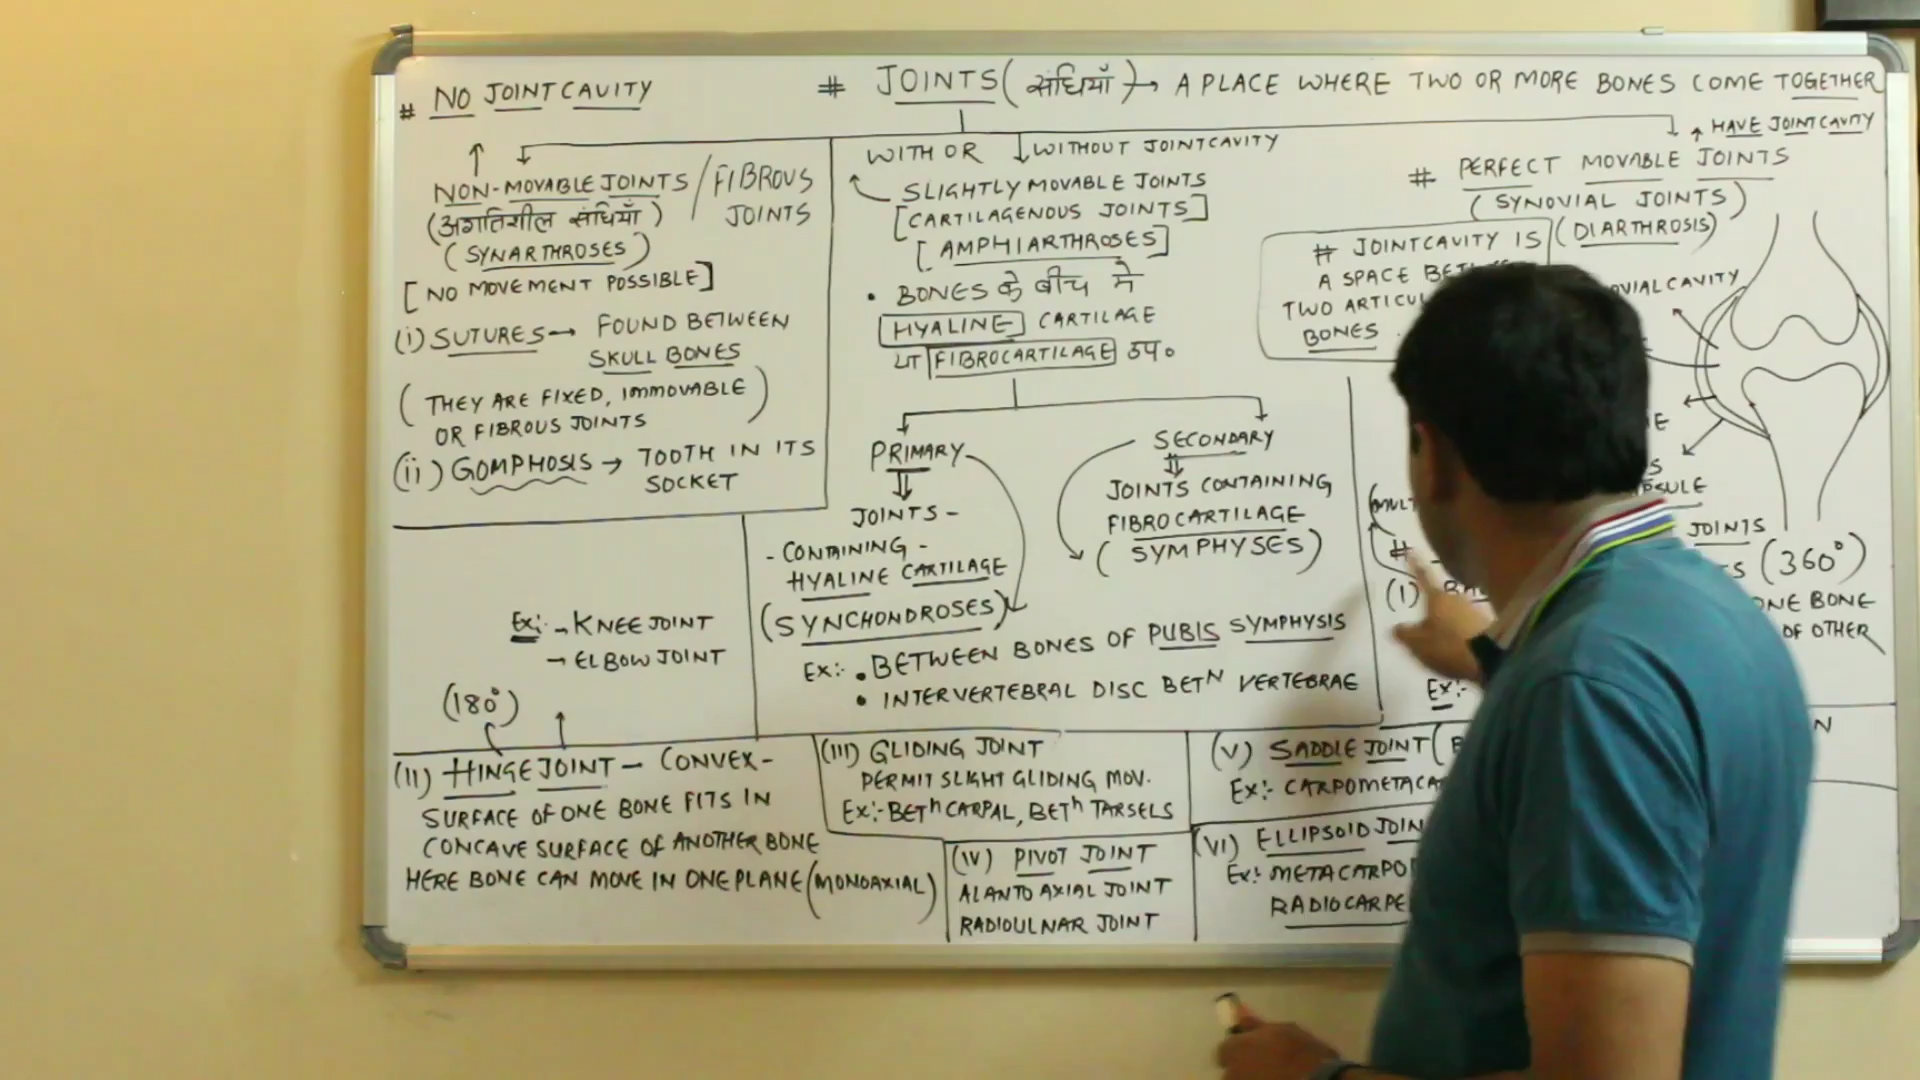 # NO JOINT CAVITY
# JOINTS (संधियाँ) → A PLACE WHERE TWO OR MORE BONES COME TOGETHER
NON-MOVABLE JOINTS / FIBROUS JOINTS
(अगतिशील संधियाँ)
(SYNARTHROSES)
[NO MOVEMENT POSSIBLE]
(i) SUTURES → FOUND BETWEEN
SKULL BONES
(THEY ARE FIXED, IMMOVABLE
OR FIBROUS JOINTS)
(ii) GOMPHOSIS → TOOTH IN ITS
SOCKET
WITH OR WITHOUT JOINT CAVITY
SLIGHTLY MOVABLE JOINTS
[CARTILAGENOUS JOINTS]
[AMPHIARTHROSES]
• BONES के बीच में
HYALINE CARTILAGE
या FIBROCARTILAGE उप०
PRIMARY
JOINTS -
- CONTAINING -
HYALINE CARTILAGE
(SYNCHONDROSES)
SECONDARY
JOINTS CONTAINING
FIBROCARTILAGE
(SYMPHYSES)
EX:- • BETWEEN BONES OF PUBIS SYMPHYSIS
• INTERVERTEBRAL DISC BETN VERTEBRAE
HAVE JOINT CAVITY
# PERFECT MOVABLE JOINTS
(SYNOVIAL JOINTS)
(DIARTHROSIS)
# JOINT CAVITY IS
A SPACE
TWO
BONES.
CAVITY
#
JOINTS
(360°)
(I)
ONE BONE
OF OTHER
EX:-
EX:- → KNEE JOINT
→ ELBOW JOINT
(180°)
(II) HINGE JOINT - CONVEX-
SURFACE OF ONE BONE FITS IN
CONCAVE SURFACE OF ANOTHER BONE
HERE BONE CAN MOVE IN ONE PLANE (MONOAXIAL)
(III) GLIDING JOINT
PERMIT SLIGHT GLIDING MOV.
EX:- BETn CARPAL, BETn TARSELS
(IV) PIVOT JOINT
ALANTO AXIAL JOINT
RADIOULNAR JOINT
(V) SADDLE JOINT (
EX:-
(VI) ELLIPSOID
EX:-